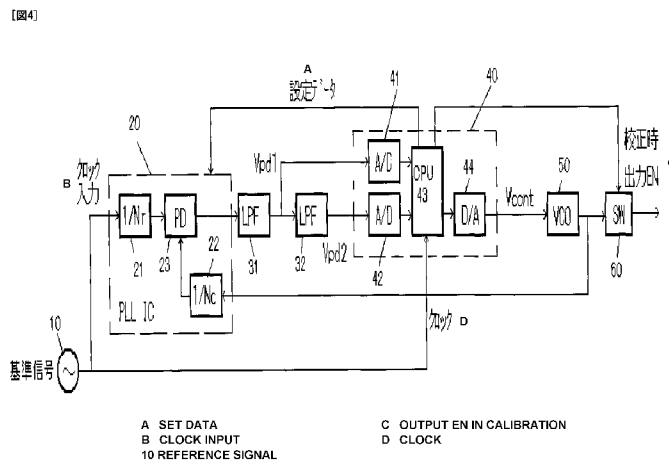 [図4]
A
設定データ
41
40
20
Vpd1
A/D
校正時
出力EN
B
クロック
入力
CPU
43
44
50
1/Nr
PD
LPF
LPF
A/D
D/A
Vcont
VCO
SW
21
23
22
31
32
Vpd2
42
60
1/Nc
PLL IC
クロック D
10
基準信号
A SET DATA
B CLOCK INPUT
10 REFERENCE SIGNAL
C OUTPUT EN IN CALIBRATION
D CLOCK